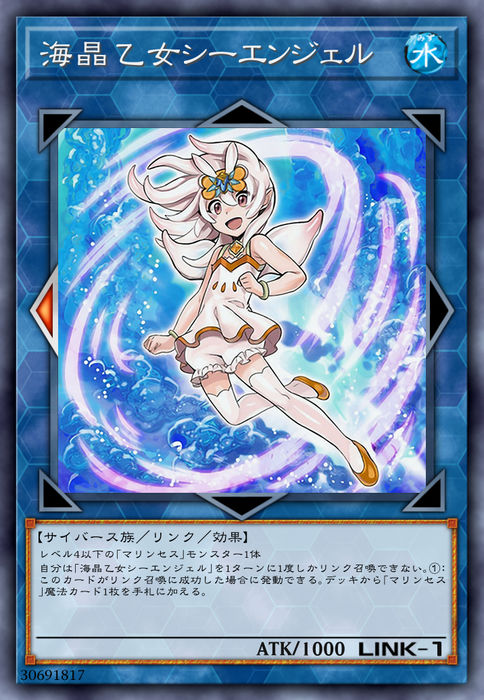 海晶乙女シーエンジェル
みず
水
【サイバース族／リンク／効果】
レベル4以下の「マリンセス」モンスター1体
自分は「海晶乙女シーエンジェル」を1ターンに1度しかリンク召喚できない。①：
このカードがリンク召喚に成功した場合に発動できる。デッキから「マリンセス」
魔法カード1枚を手札に加える。
ATK/1000 LINK-1
30691817